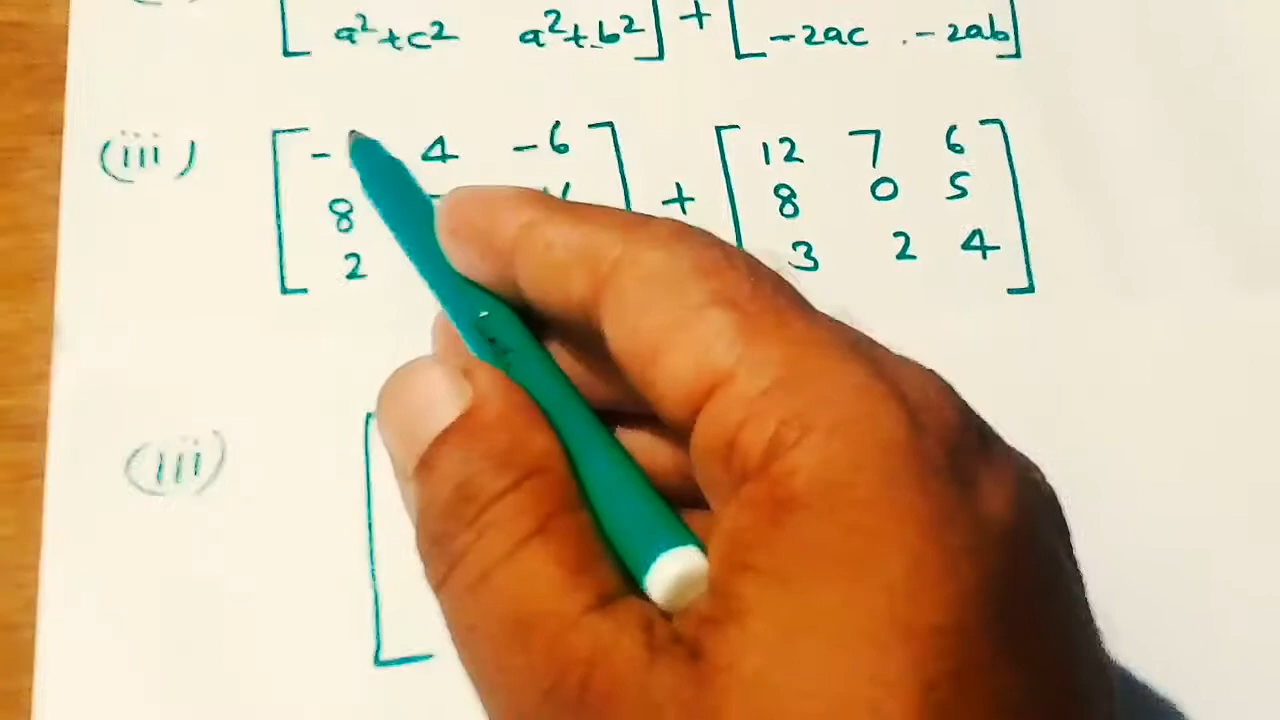 a²+c² a²+b²] + [-2ac -2ab]
(iii) [- 4 -6] + [12 7 6]
8 8 0 5
2 3 2 4
(iii) [